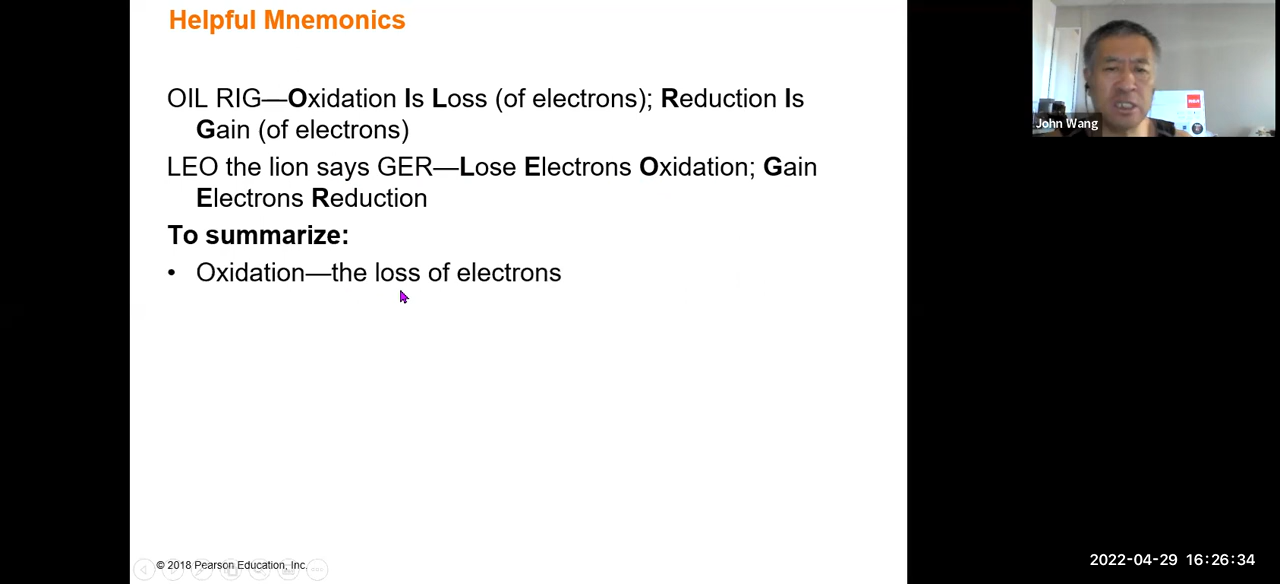 Helpful Mnemonics
OIL RIG—Oxidation Is Loss (of electrons); Reduction Is
Gain (of electrons)
LEO the lion says GER—Lose Electrons Oxidation; Gain
Electrons Reduction
To summarize:
• Oxidation—the loss of electrons
© 2018 Pearson Education, Inc.
John Wang
RCA
2022-04-29 16:26:34